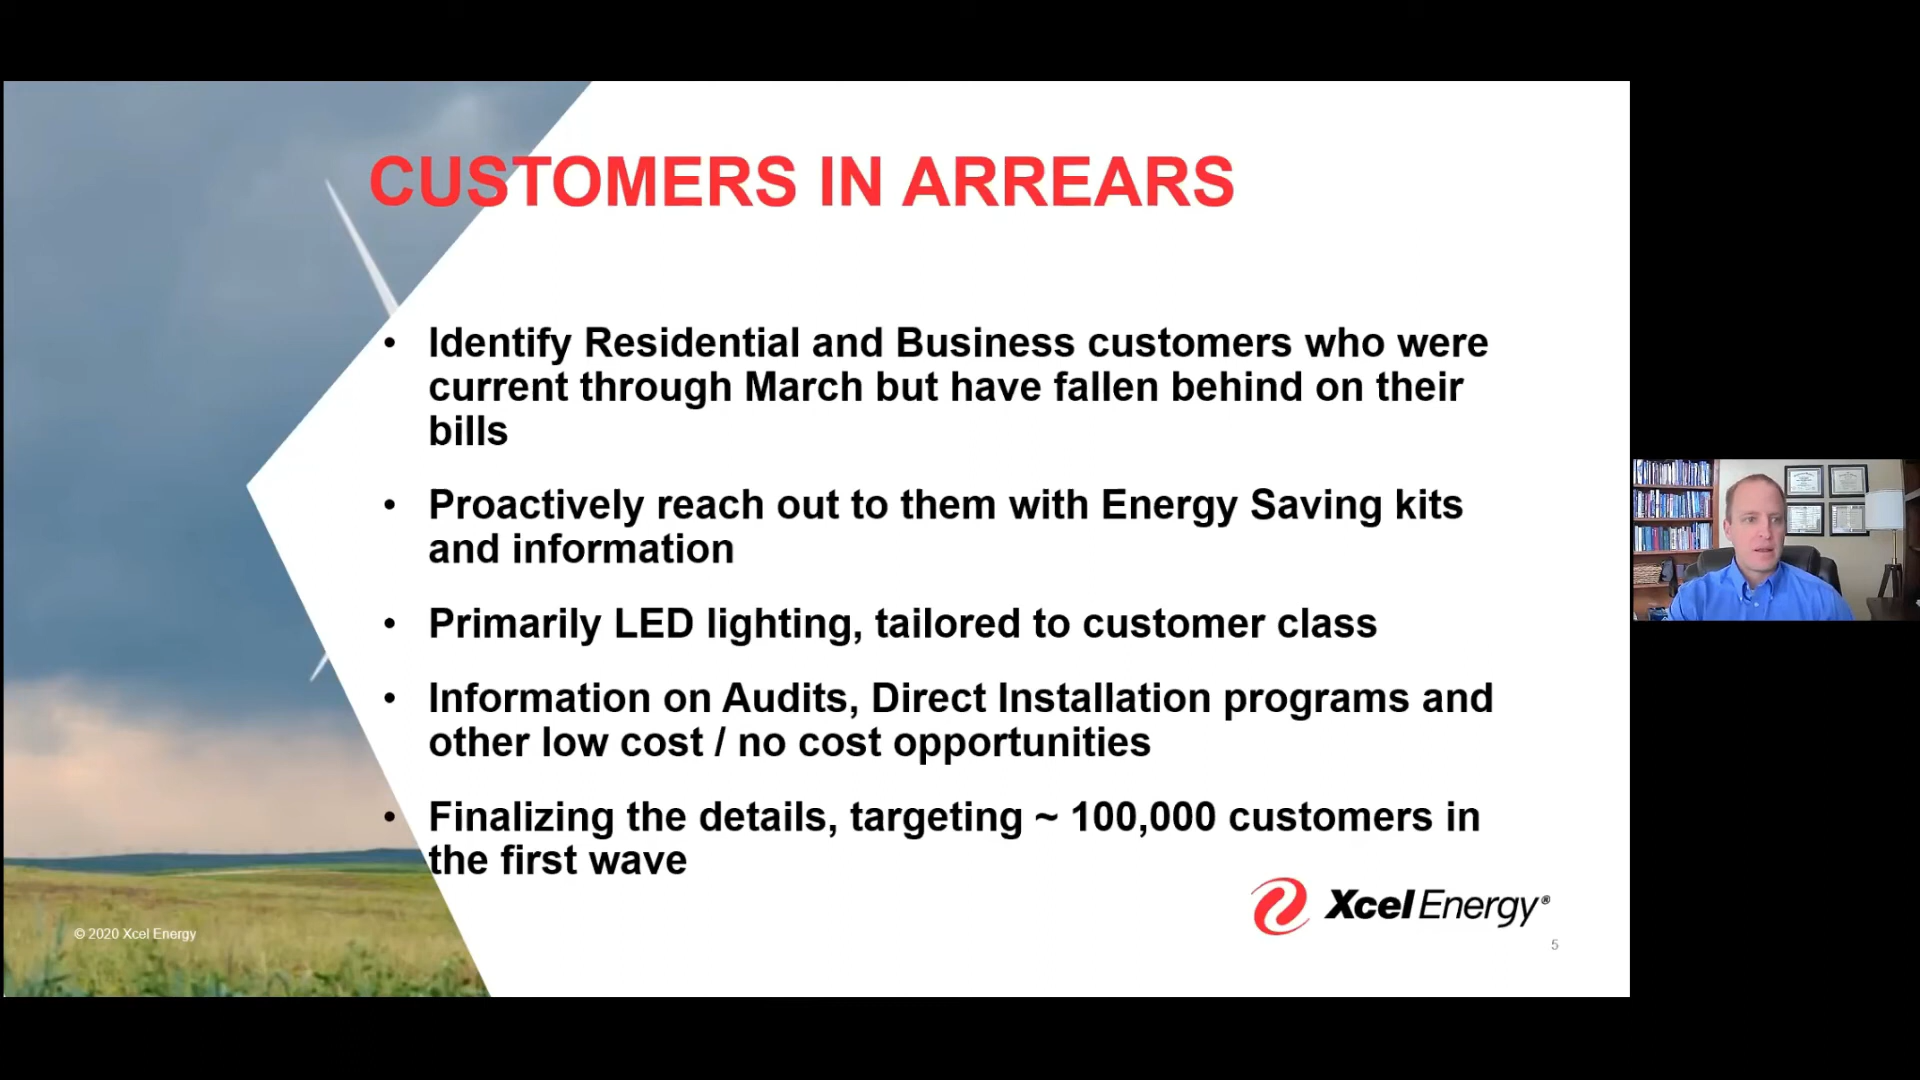 CUSTOMERS IN ARREARS
• Identify Residential and Business customers who were
current through March but have fallen behind on their
bills
• Proactively reach out to them with Energy Saving kits
and information
• Primarily LED lighting, tailored to customer class
• Information on Audits, Direct Installation programs and
other low cost / no cost opportunities
• Finalizing the details, targeting ~ 100,000 customers in
the first wave
Xcel Energy®
© 2020 Xcel Energy
5